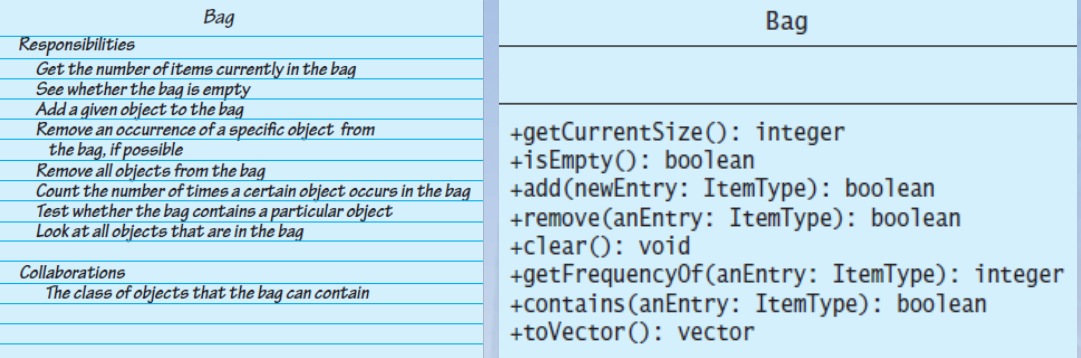 Bag
Responsibilities
Get the number of items currently in the bag
See whether the bag is empty
Add a given object to the bag
Remove an occurrence of a specific object from
the bag, if possible
Remove all objects from the bag
Count the number of times a certain object occurs in the bag
Test whether the bag contains a particular object
Look at all objects that are in the bag
Collaborations
The class of objects that the bag can contain
Bag
+getCurrentSize(): integer
+isEmpty(): boolean
+add(newEntry: ItemType): boolean
+remove(anEntry: ItemType): boolean
+clear(): void
+getFrequencyOf(anEntry: ItemType): integer
+contains(anEntry: ItemType): boolean
+toVector(): vector